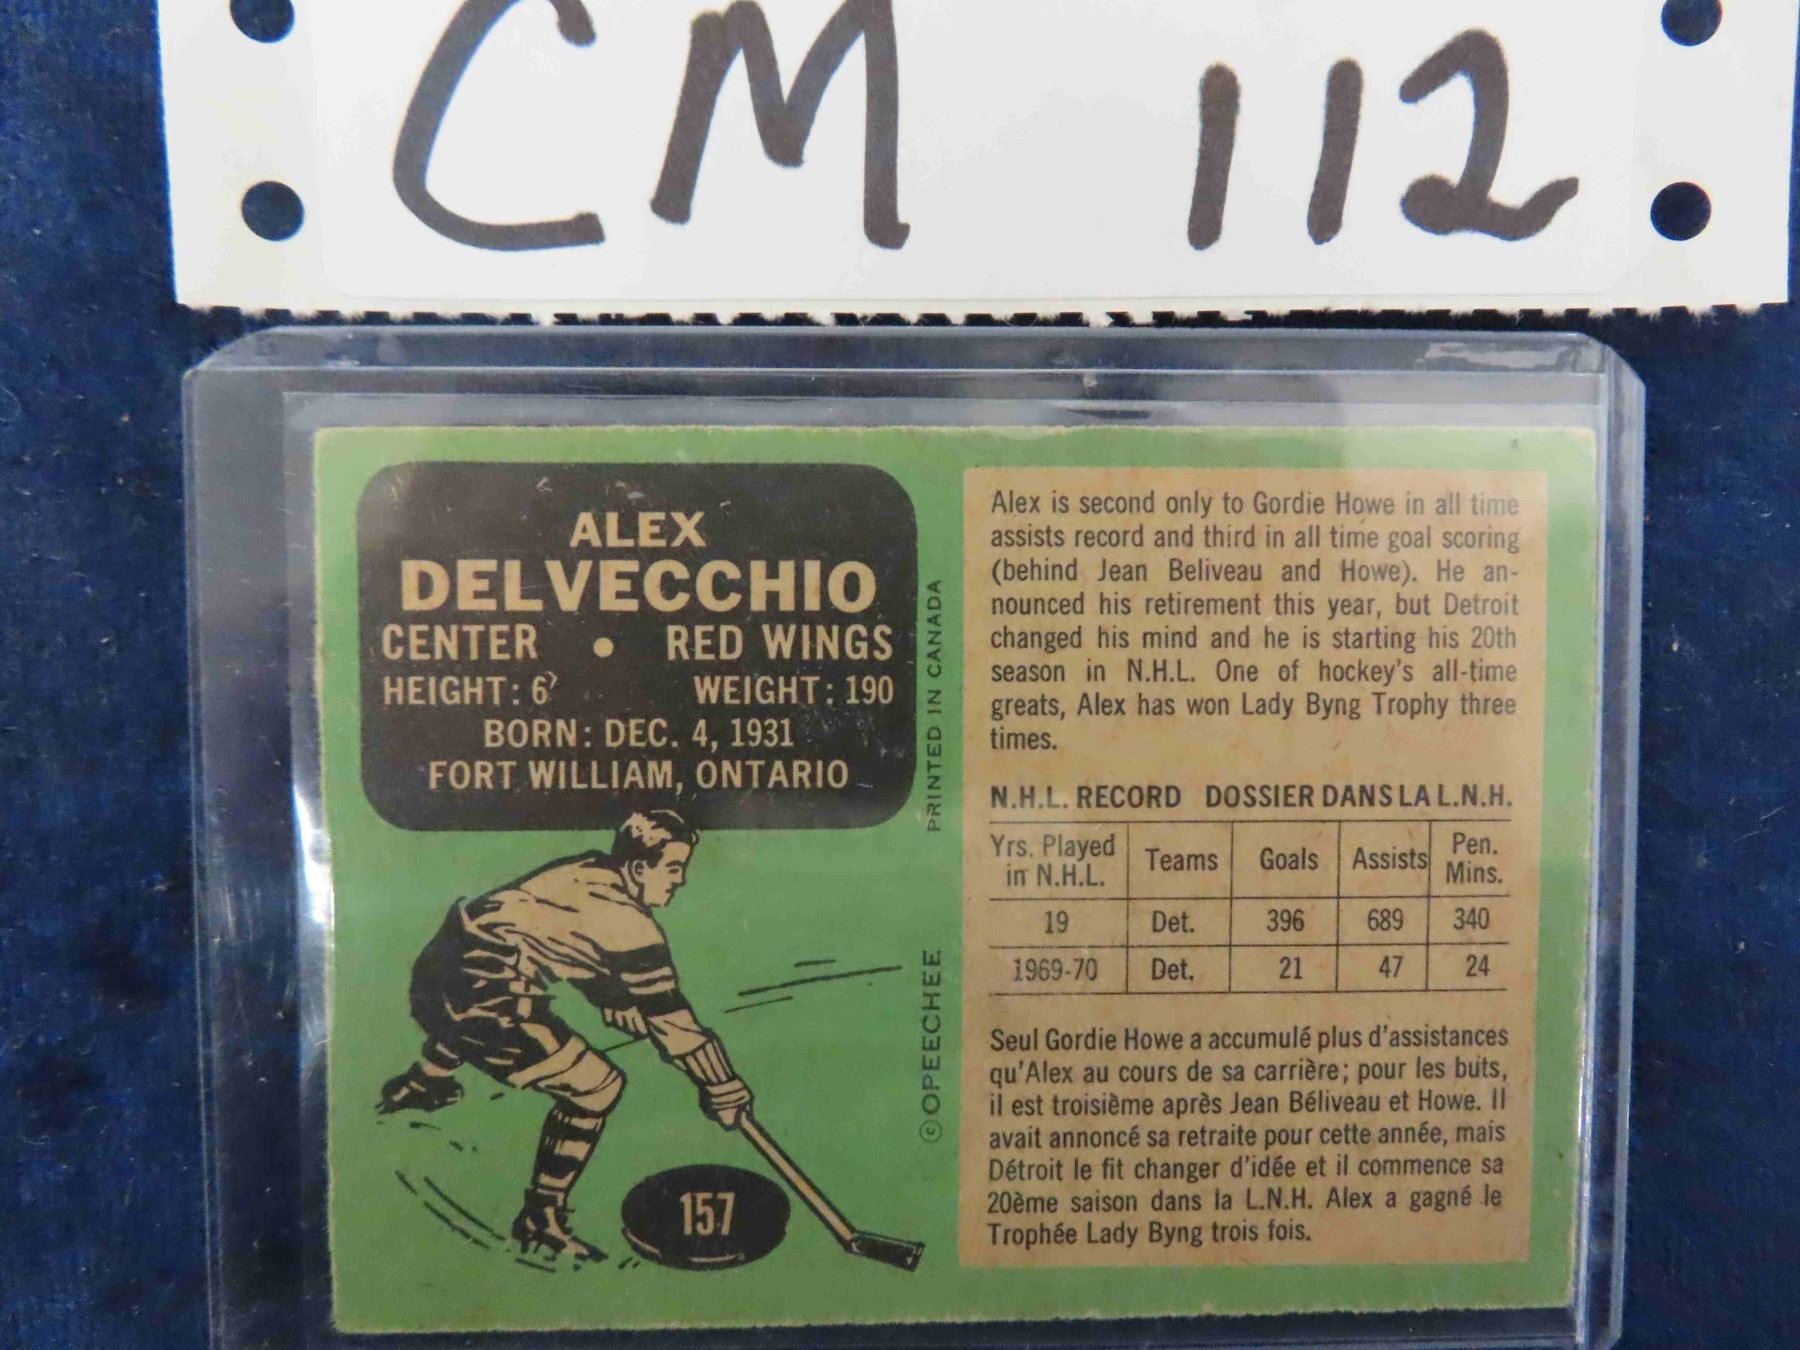 CM 112
ALEX
DELVECCHIO
CENTER • RED WINGS
HEIGHT: 6' WEIGHT: 190
BORN: DEC. 4, 1931
FORT WILLIAM, ONTARIO
PRINTED IN CANADA
©OPEECHEE
157
Alex is second only to Gordie Howe in all time
assists record and third in all time goal scoring
(behind Jean Beliveau and Howe). He an-
nounced his retirement this year, but Detroit
changed his mind and he is starting his 20th
season in N.H.L. One of hockey's all-time
greats, Alex has won Lady Byng Trophy three
times.
N.H.L. RECORD DOSSIER DANS LA L.N.H.
Yrs. Played in N.H.L. Teams Goals Assists Pen. Mins.
19 Det. 396 689 340
1969-70 Det. 21 47 24
Seul Gordie Howe a accumulé plus d'assistances
qu'Alex au cours de sa carrière; pour les buts,
il est troisième après Jean Béliveau et Howe. Il
avait annoncé sa retraite pour cette année, mais
Détroit le fit changer d'idée et il commence sa
20ème saison dans la L.N.H. Alex a gagné le
Trophée Lady Byng trois fois.